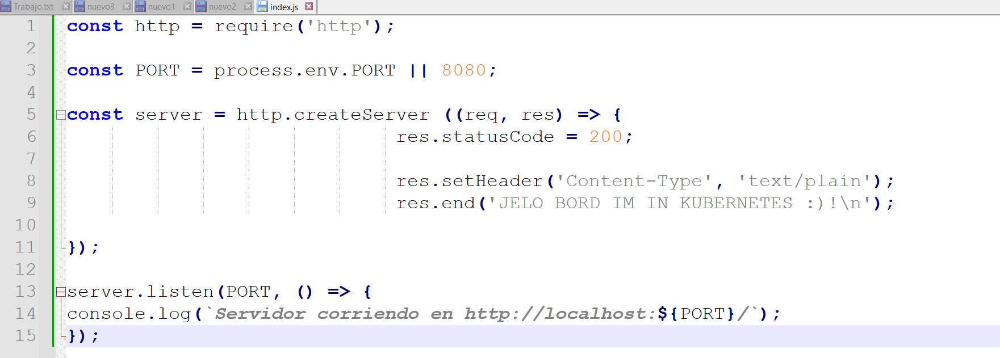 Trabajo.txt nuevo3 nuevo1 nuevo2 index.js
1 const http = require('http');
2
3 const PORT = process.env.PORT || 8080;
4
5 const server = http.createServer ((req, res) => {
6 res.statusCode = 200;
7
8 res.setHeader('Content-Type', 'text/plain');
9 res.end('JELO BORD IM IN KUBERNETES :)!\n');
10
11 });
12
13 server.listen(PORT, () => {
14 console.log(`Servidor corriendo en http://localhost:${PORT}/`);
15 });